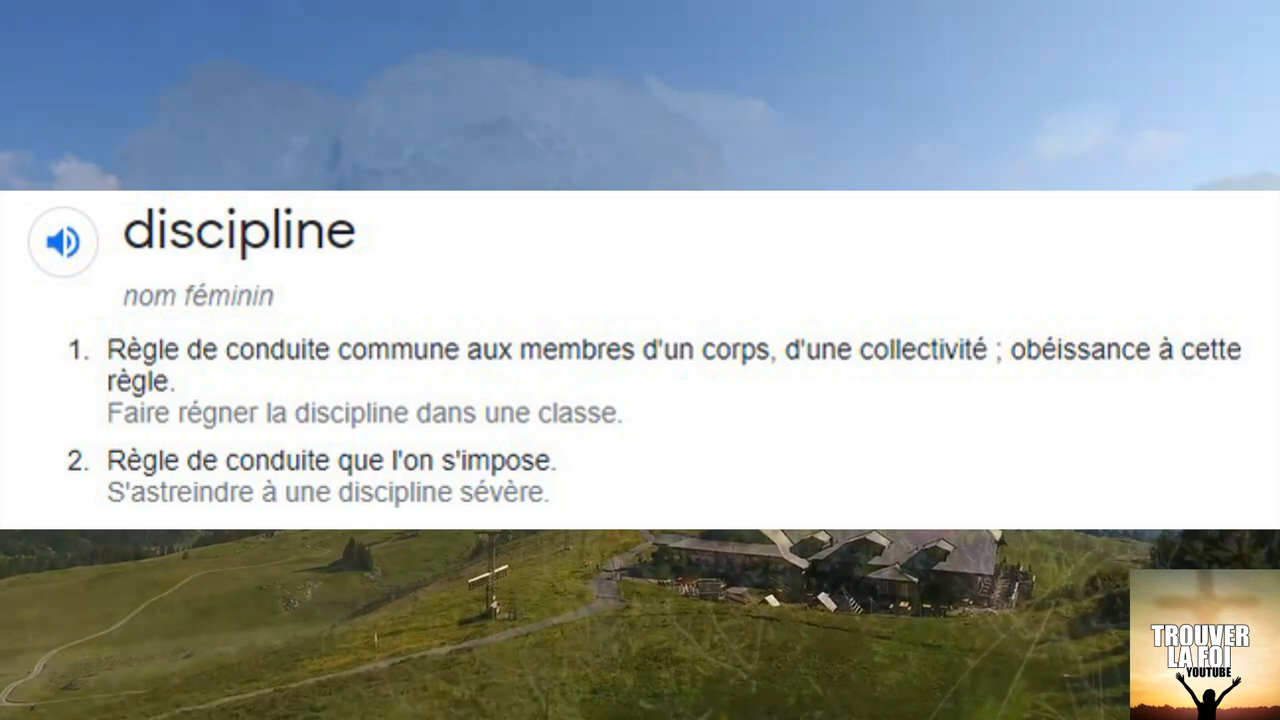 discipline
nom féminin
1. Règle de conduite commune aux membres d'un corps, d'une collectivité ; obéissance à cette
règle.
Faire régner la discipline dans une classe.
2. Règle de conduite que l'on s'impose.
S'astreindre à une discipline sévère.
TROUVER
LA FOI
YOUTUBE